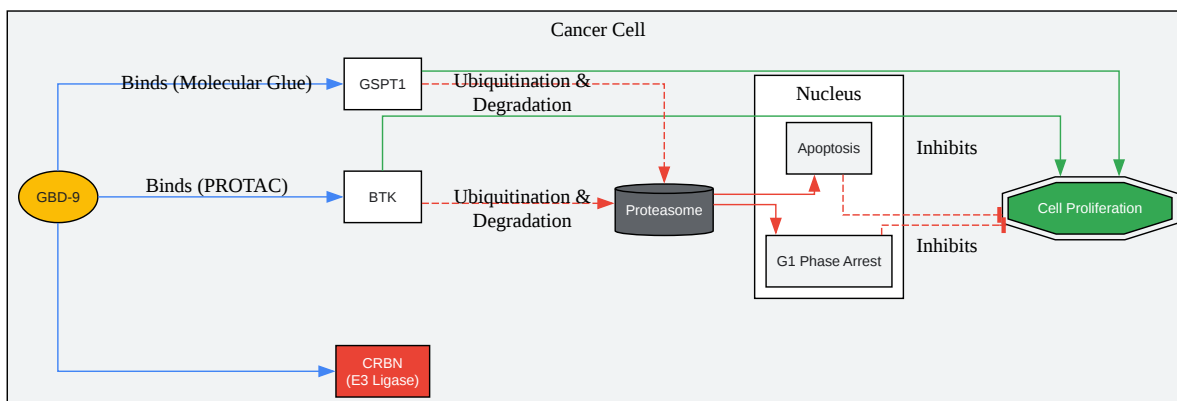 Cancer Cell
Binds (Molecular Glue)
GSPT1
Ubiquitination &
Degradation
Nucleus
Apoptosis
Inhibits
GBD-9
Binds (PROTAC)
BTK
Ubiquitination &
Degradation
Proteasome
Cell Proliferation
G1 Phase Arrest
Inhibits
CRBN
(E3 Ligase)